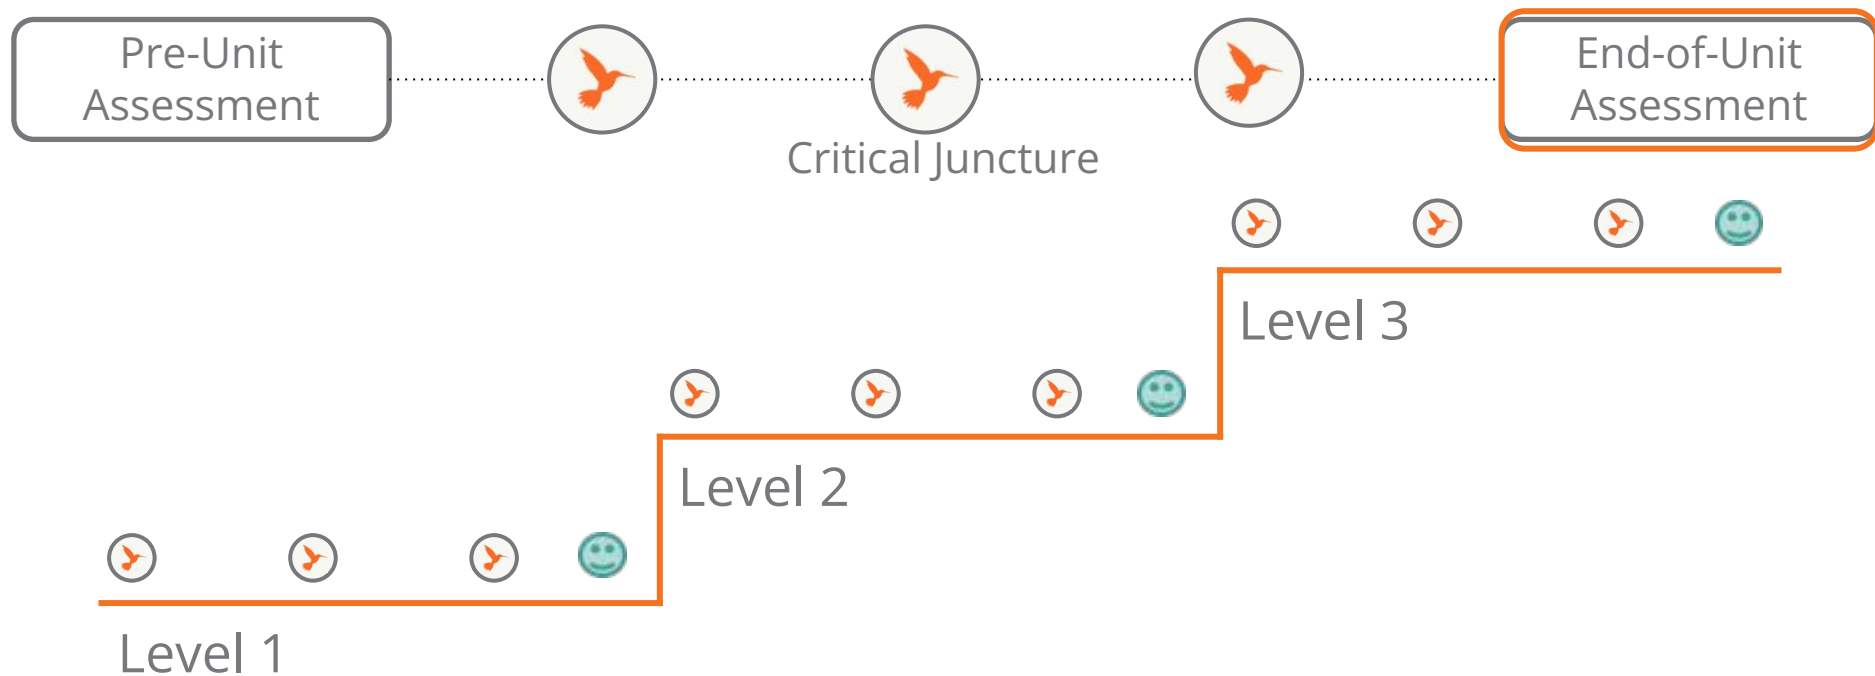 Pre-Unit
Assessment
Critical Juncture
End-of-Unit
Assessment
Level 3
Level 2
Level 1